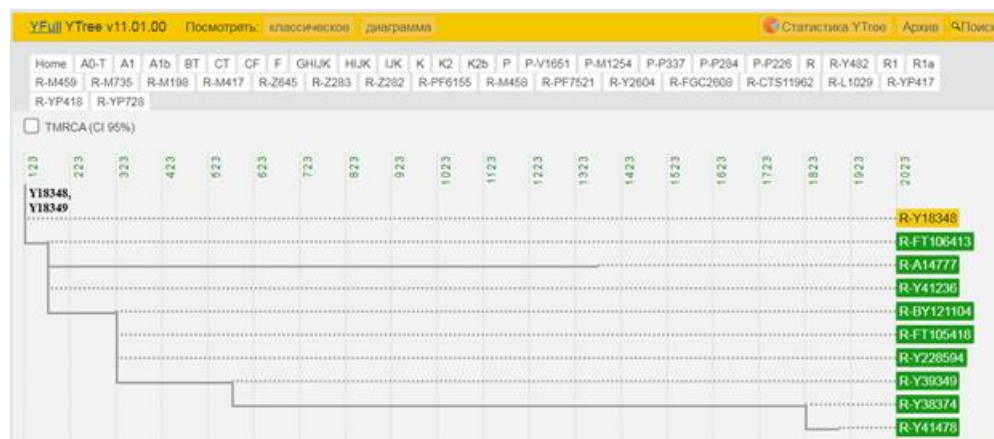 YFull YTree v11.01.00 Посмотреть: классическое диаграмма Статистика YTree Архив Поиск
Home A0-T A1 A1b BT CT CF F GHIJK HIJK IJK K K2 K2b P P-V1651 P-M1254 P-P337 P-P284 P-P226 R R-Y482 R1 R1a
R-M459 R-M735 R-M198 R-M417 R-Z645 R-Z283 R-Z282 R-PF6155 R-M458 R-PF7521 R-Y2604 R-FGC2608 R-CTS11962 R-L1029 R-YP417
R-YP418 R-YP728
TMRCA (CI 95%)
123 223 323 423 523 623 723 823 923 1023 1123 1223 1323 1423 1523 1623 1723 1823 1923 2023
Y18348,
Y18349
R-Y18348
R-FT106413
R-A14777
R-Y41236
R-BY121104
R-FT105418
R-Y228594
R-Y39349
R-Y38374
R-Y41478